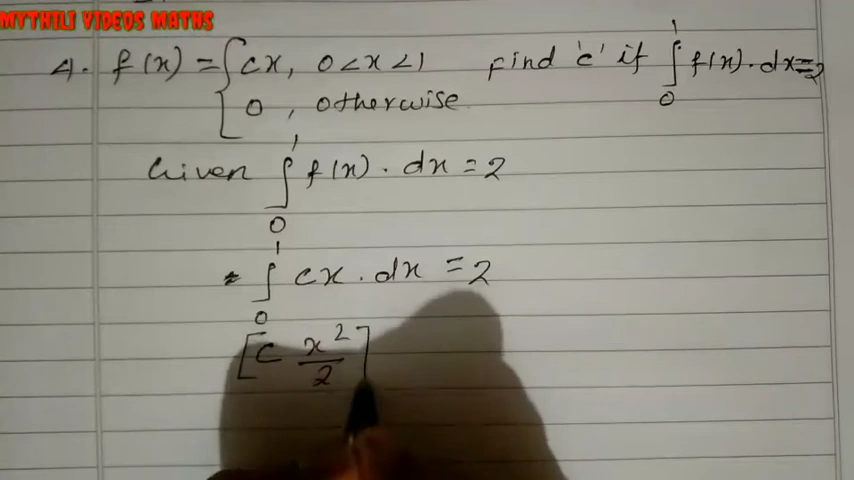 MYTHILI VIDEOS MATHS
4. f(x) = { cx, 0<x<1 Find 'c' if ∫₀¹ f(x).dx=2
0, otherwise
Given ∫₀¹ f(x).dx = 2
∫₀¹ cx.dx = 2
[c x²/2]